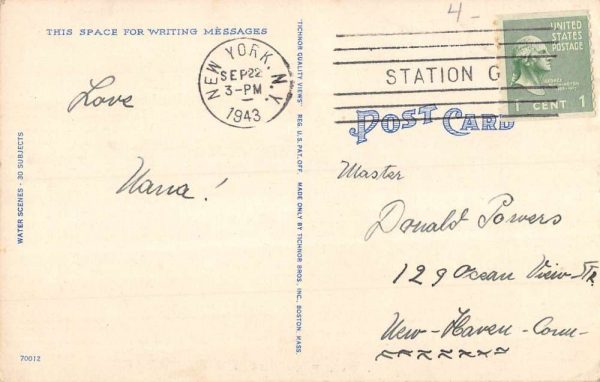 THIS SPACE FOR WRITING MESSAGES
Love
Nana!
WATER SCENES - 30 SUBJECTS
70012
"TICHNOR QUALITY VIEWS" REG. U.S. PAT. OFF. MADE ONLY BY TICHNOR BROS., INC., BOSTON, MASS.
4-
NEW YORK, N.Y.
SEP 22
3-PM
1943
STATION G
UNITED
STATES
POSTAGE
1 CENT 1
POST CARD
Master
Donald Powers
129 Ocean View-STR
New-Haven-Conn-